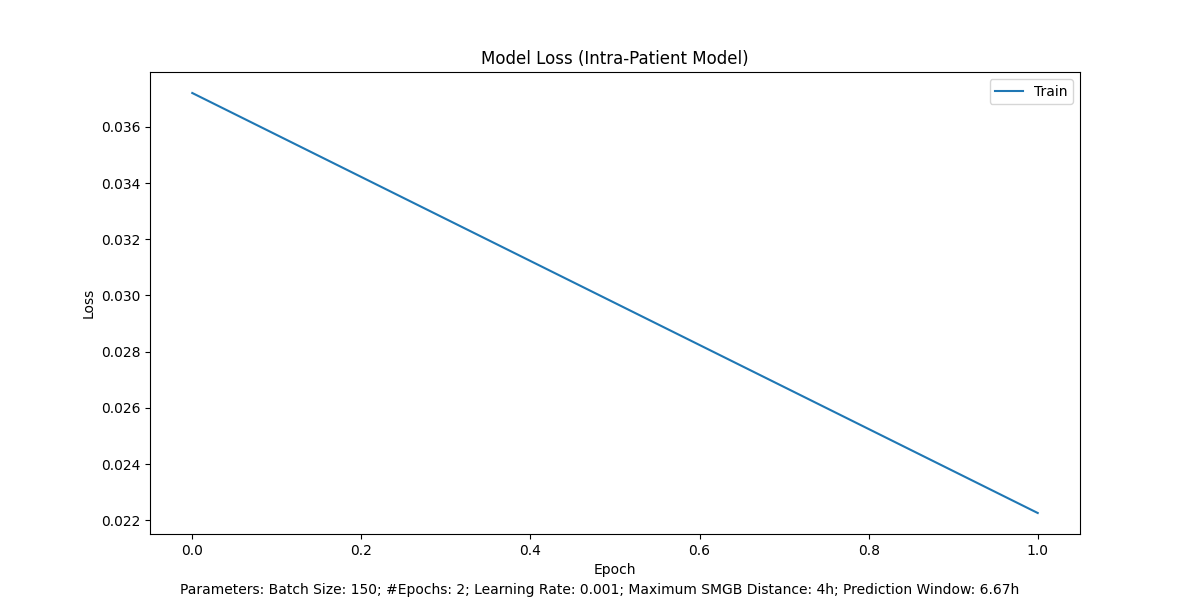 Model Loss (Intra-Patient Model)
Train
0.036
0.034
0.032
0.030
0.028
0.026
0.024
0.022
Loss
0.0 0.2 0.4 0.6 0.8 1.0
Epoch
Parameters: Batch Size: 150; #Epochs: 2; Learning Rate: 0.001; Maximum SMGB Distance: 4h; Prediction Window: 6.67h